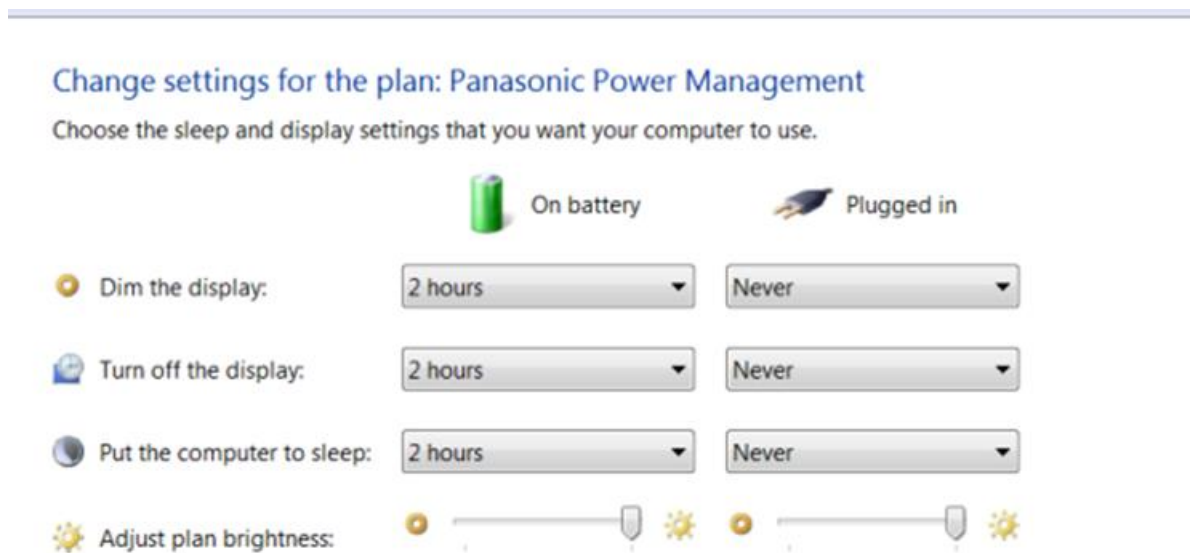 Change settings for the plan: Panasonic Power Management
Choose the sleep and display settings that you want your computer to use.
On battery Plugged in
Dim the display: 2 hours Never
Turn off the display: 2 hours Never
Put the computer to sleep: 2 hours Never
Adjust plan brightness: